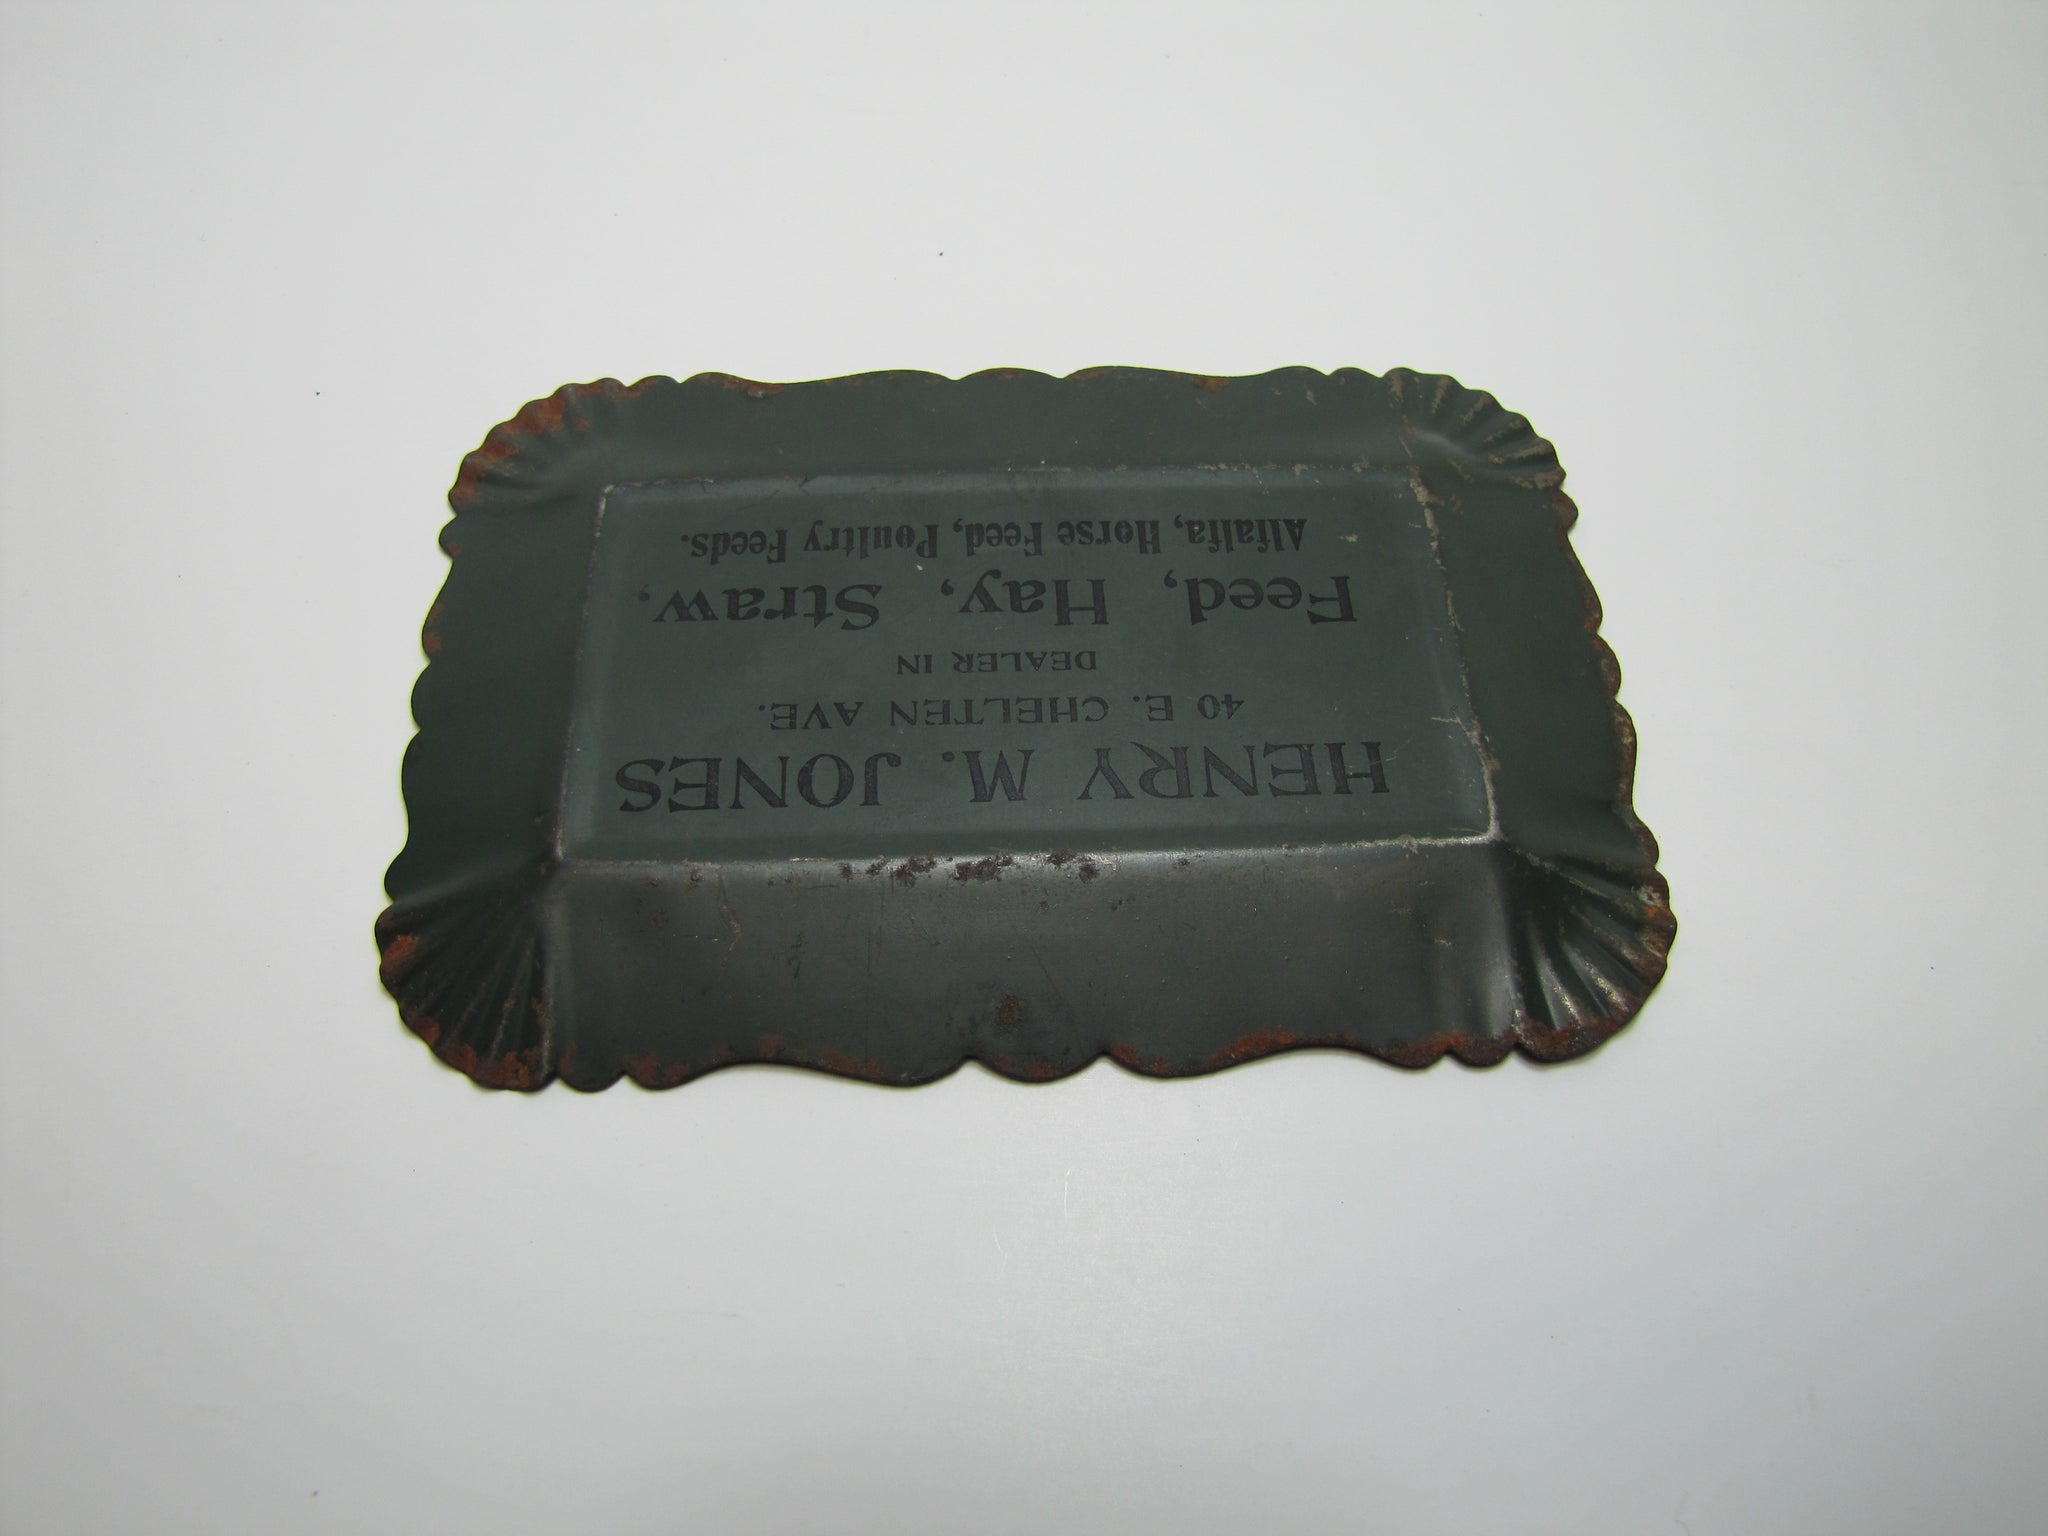 HENRY M. JONES
40 E. CHELTEN AVE.
DEALER IN
Feed, Hay, Straw,
Alfalfa, Horse Feed, Poultry Feeds.